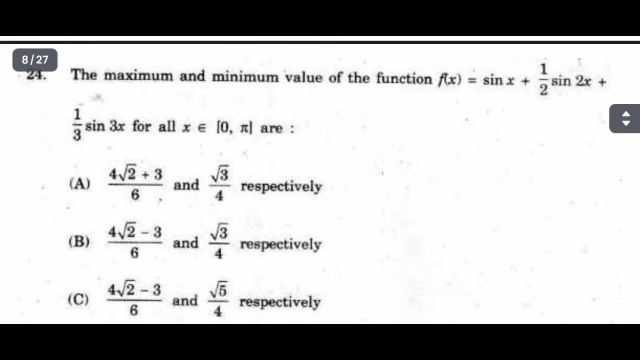 8/27
24. The maximum and minimum value of the function f(x) = sin x + 1/2 sin 2x +
1/3 sin 3x for all x ∈ [0, π] are :
(A) (4√2 + 3)/6 and √3/4 respectively
(B) (4√2 - 3)/6 and √3/4 respectively
(C) (4√2 - 3)/6 and √5/4 respectively